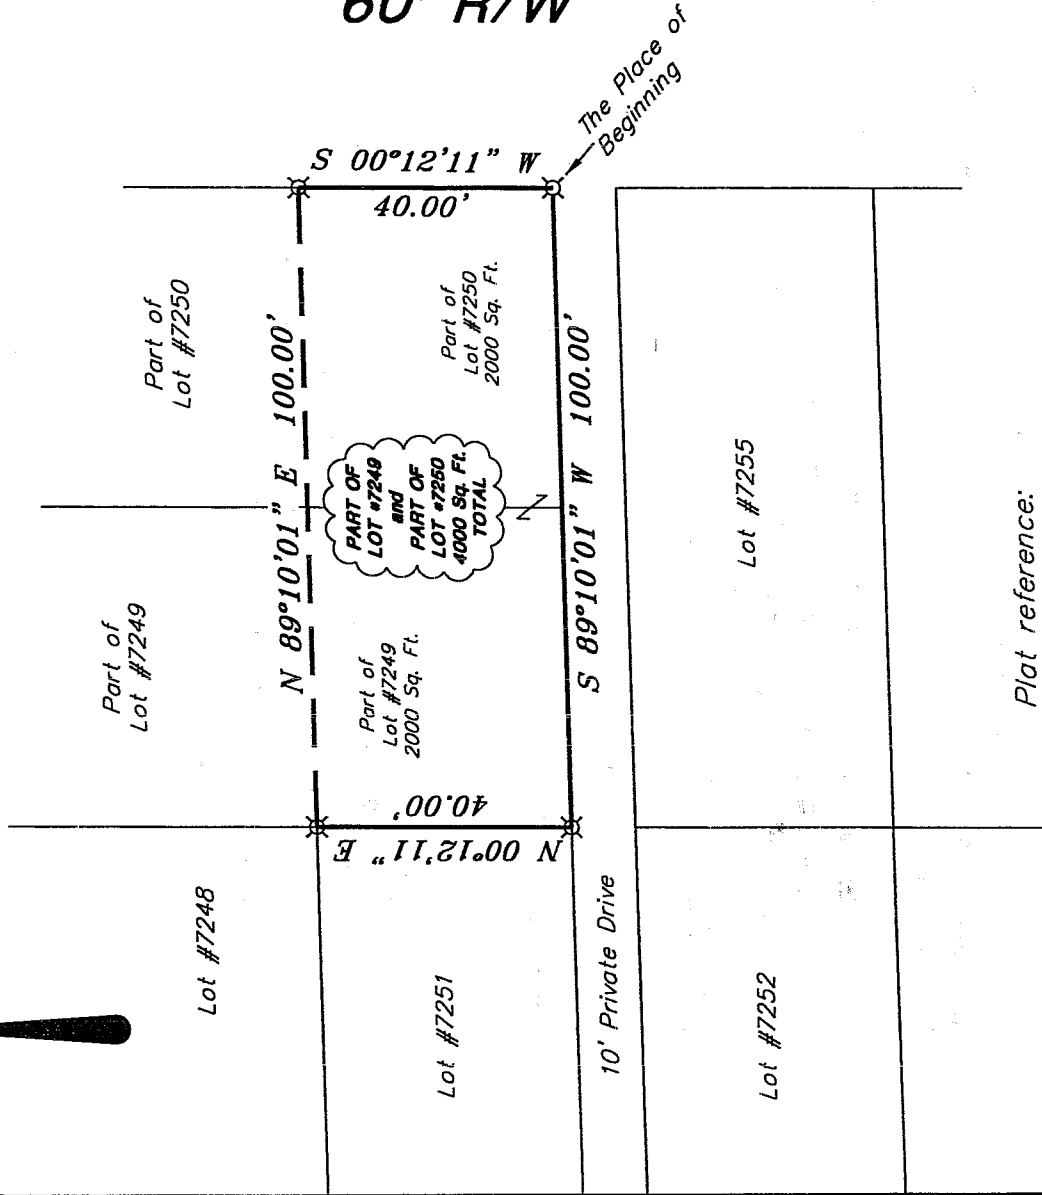 60' R/W
The Place of
Beginning
S 00°12'11" W
40.00'
Part of
Lot #7250
Part of
Lot #7250
2000 Sq. Ft.
N 89°10'01" E 100.00'
S 89°10'01" W 100.00'
PART OF
LOT #7249
and
PART OF
LOT #7250
4000 Sq. Ft.
TOTAL
Lot #7255
Part of
Lot #7249
Part of
Lot #7249
2000 Sq. Ft.
Plat reference:
40.00'
N 00°12'11" E
Lot #7248
Lot #7251
10' Private Drive
Lot #7252